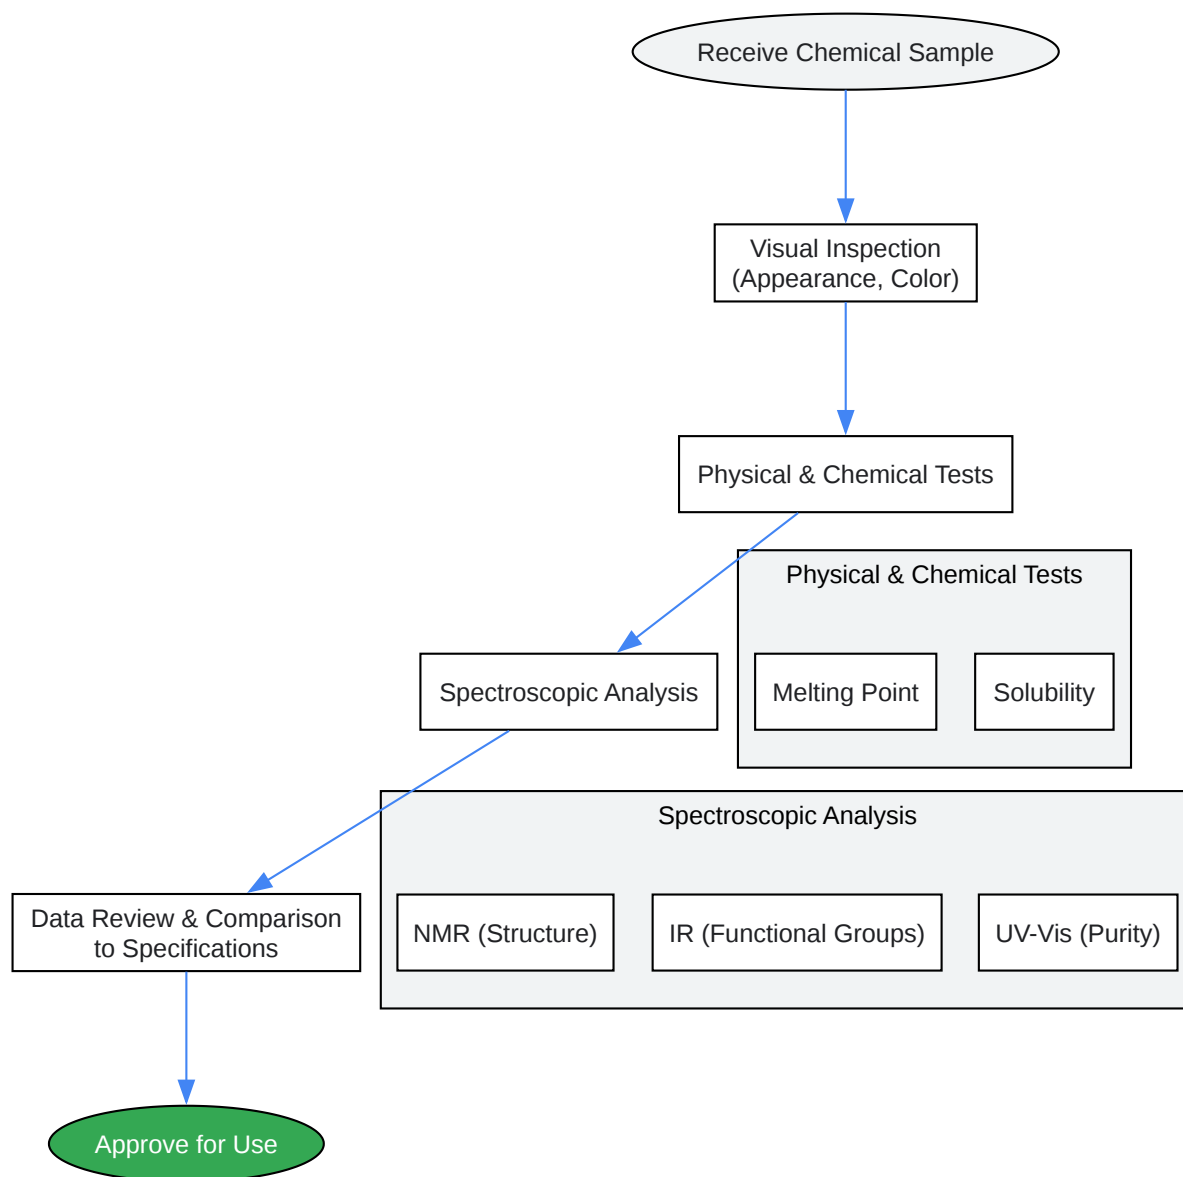 Receive Chemical Sample
Visual Inspection
(Appearance, Color)
Physical & Chemical Tests
Physical & Chemical Tests
Spectroscopic Analysis
Melting Point
Solubility
Spectroscopic Analysis
Data Review & Comparison
to Specifications
NMR (Structure)
IR (Functional Groups)
UV-Vis (Purity)
Approve for Use